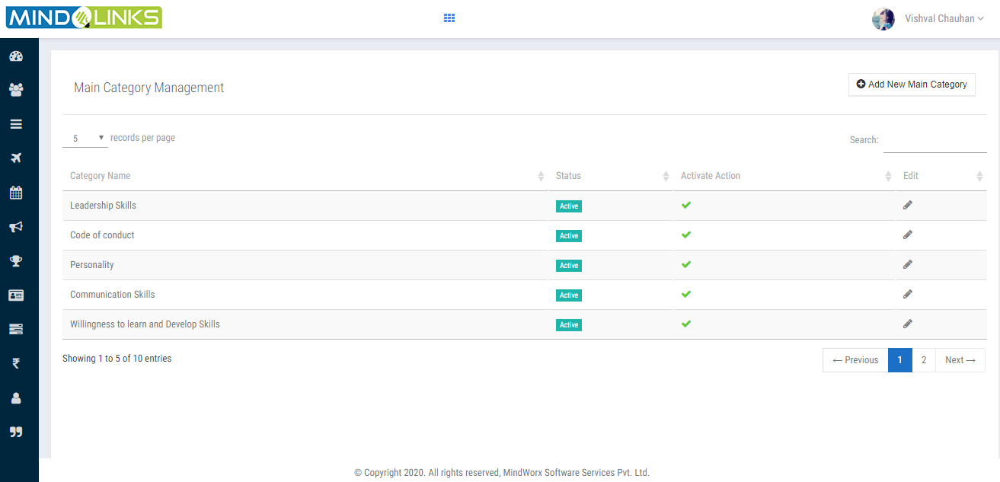 MIND LINKS
Vishval Chauhan
Main Category Management
Add New Main Category
5 records per page
Search:
Category Name Status Activate Action Edit
Leadership Skills Active
Code of conduct Active
Personality Active
Communication Skills Active
Willingness to learn and Develop Skills Active
Showing 1 to 5 of 10 entries
← Previous 1 2 Next →
© Copyright 2020. All rights reserved, MindWorx Software Services Pvt. Ltd.